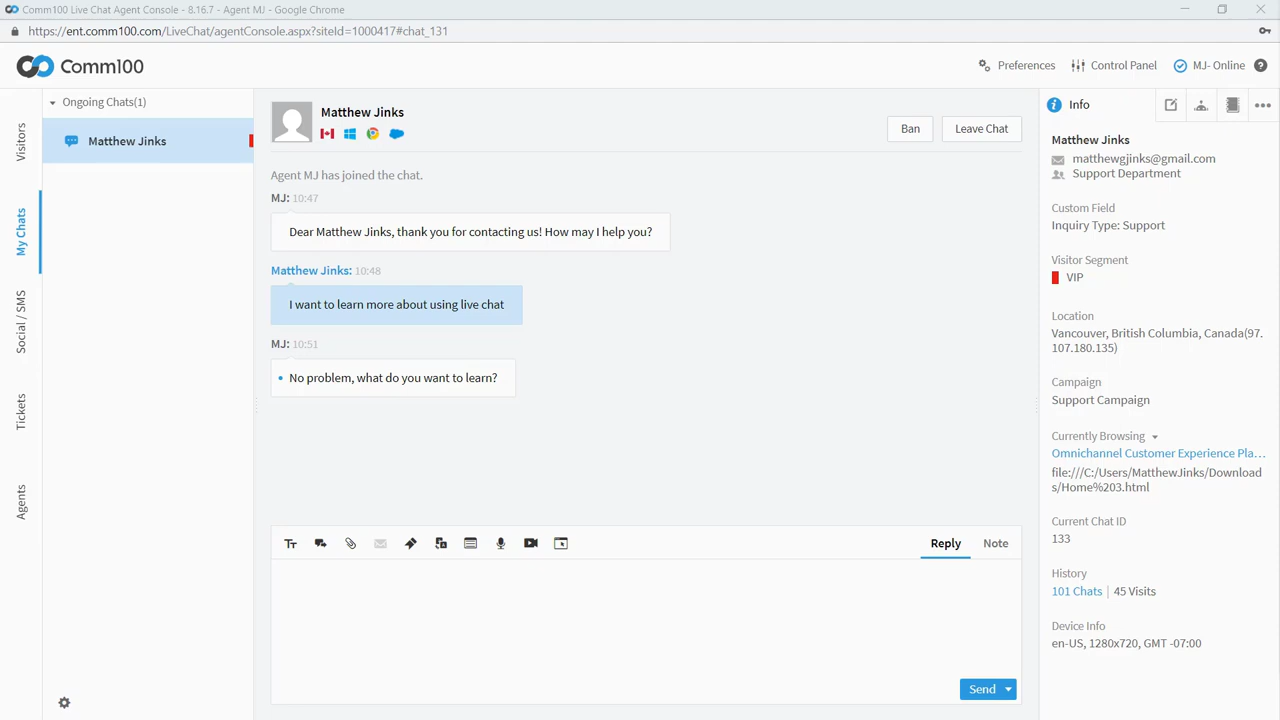 Comm100 Live Chat Agent Console - 8.16.7 - Agent MJ - Google Chrome
https://ent.comm100.com/LiveChat/agentConsole.aspx?siteId=1000417#chat_131
Comm100
Preferences
Control Panel
MJ- Online
Visitors
My Chats
Social / SMS
Tickets
Agents
Ongoing Chats(1)
Matthew Jinks
Matthew Jinks
Ban
Leave Chat
Agent MJ has joined the chat.
MJ: 10:47
Dear Matthew Jinks, thank you for contacting us! How may I help you?
Matthew Jinks: 10:48
I want to learn more about using live chat
MJ: 10:51
No problem, what do you want to learn?
Reply
Note
Send
Info
Matthew Jinks
matthewgjinks@gmail.com
Support Department
Custom Field
Inquiry Type: Support
Visitor Segment
VIP
Location
Vancouver, British Columbia, Canada(97.
107.180.135)
Campaign
Support Campaign
Currently Browsing
Omnichannel Customer Experience Pla...
file:///C:/Users/MatthewJinks/Download
s/Home%203.html
Current Chat ID
133
History
101 Chats | 45 Visits
Device Info
en-US, 1280x720, GMT -07:00